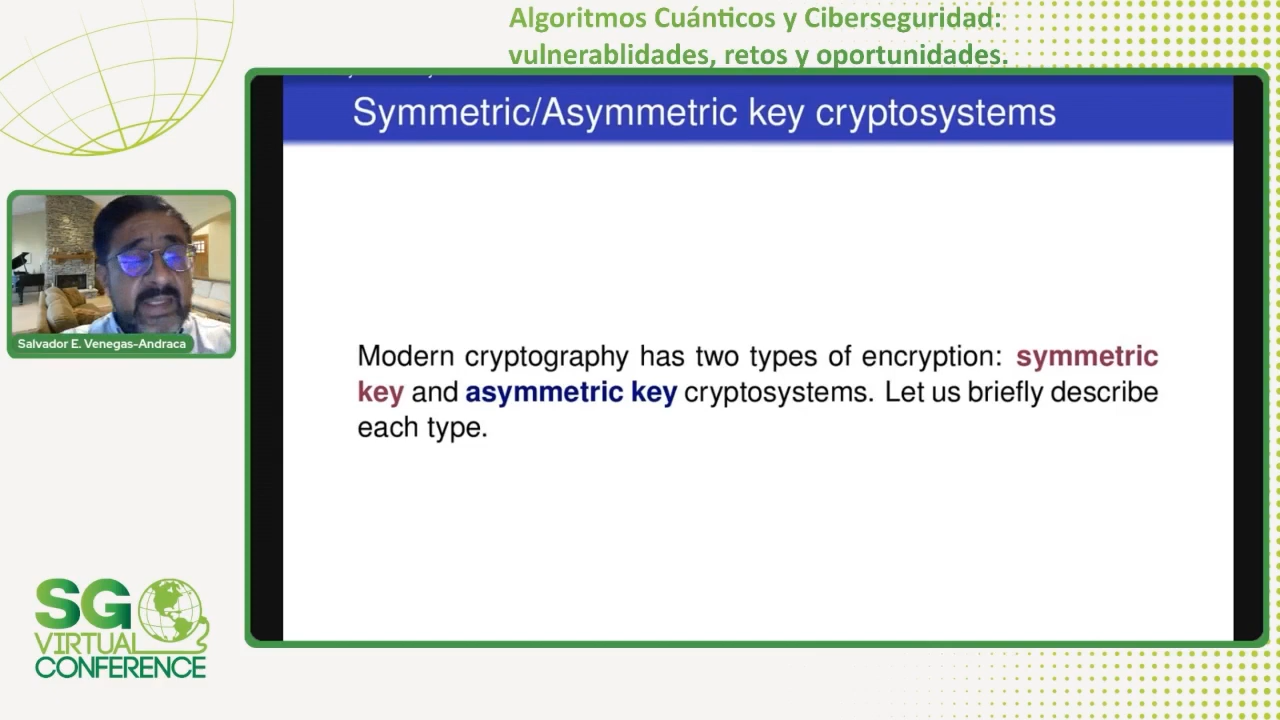 Algoritmos Cuánticos y Ciberseguridad:
vulnerablidades, retos y oportunidades.
Symmetric/Asymmetric key cryptosystems
Salvador E. Venegas-Andraca
Modern cryptography has two types of encryption: symmetric
key and asymmetric key cryptosystems. Let us briefly describe
each type.
SG
VIRTUAL
CONFERENCE